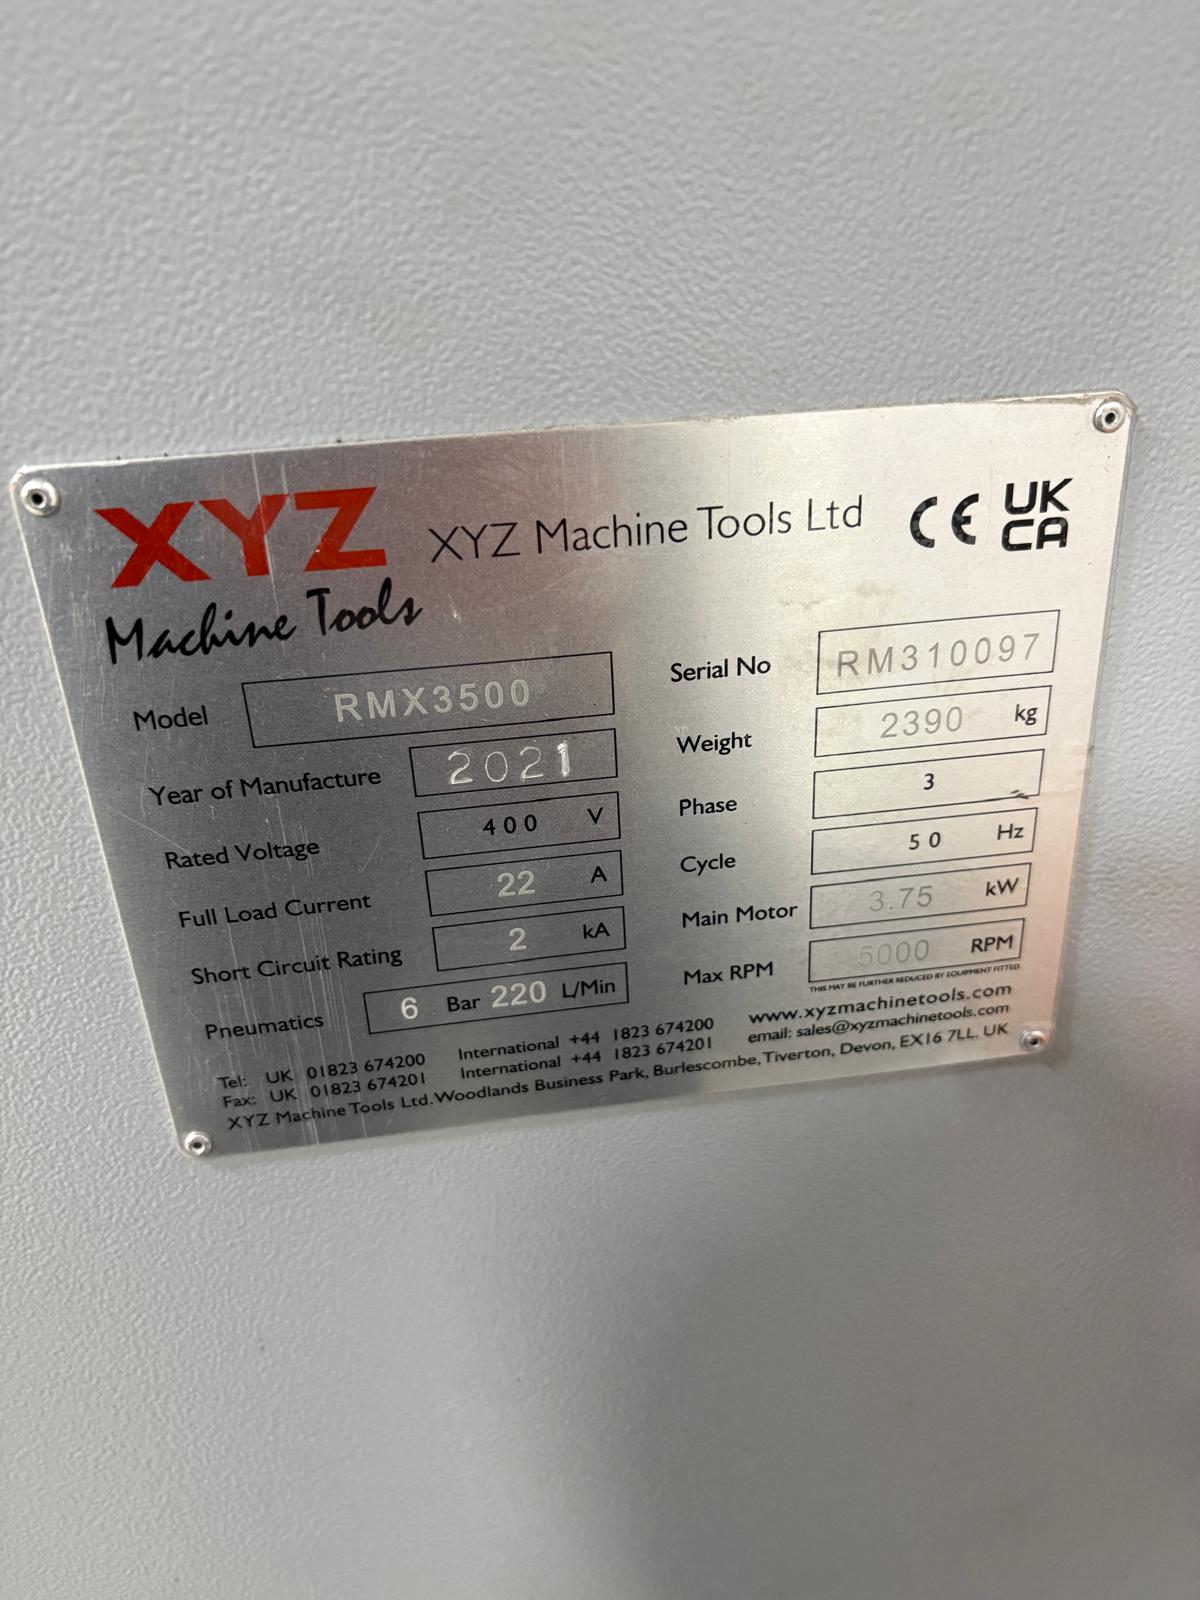 XYZ
Machine Tools
XYZ Machine Tools Ltd
CE UK
CA
Model RMX3500
Year of Manufacture 2021
Rated Voltage 400 V
Full Load Current 22 A
Short Circuit Rating 2 kA
Pneumatics 6 Bar 220 L/Min
Serial No RM310097
Weight 2390 kg
Phase 3
Cycle 50 Hz
Main Motor 3.75 kW
Max RPM 5000 RPM
THIS MAY BE FURTHER REDUCED BY EQUIPMENT FITTED
Tel: UK 01823 674200 International +44 1823 674200 www.xyzmachinetools.com
Fax: UK 01823 674201 International +44 1823 674201 email: sales@xyzmachinetools.com
XYZ Machine Tools Ltd. Woodlands Business Park, Burlescombe, Tiverton, Devon, EX16 7LL. UK